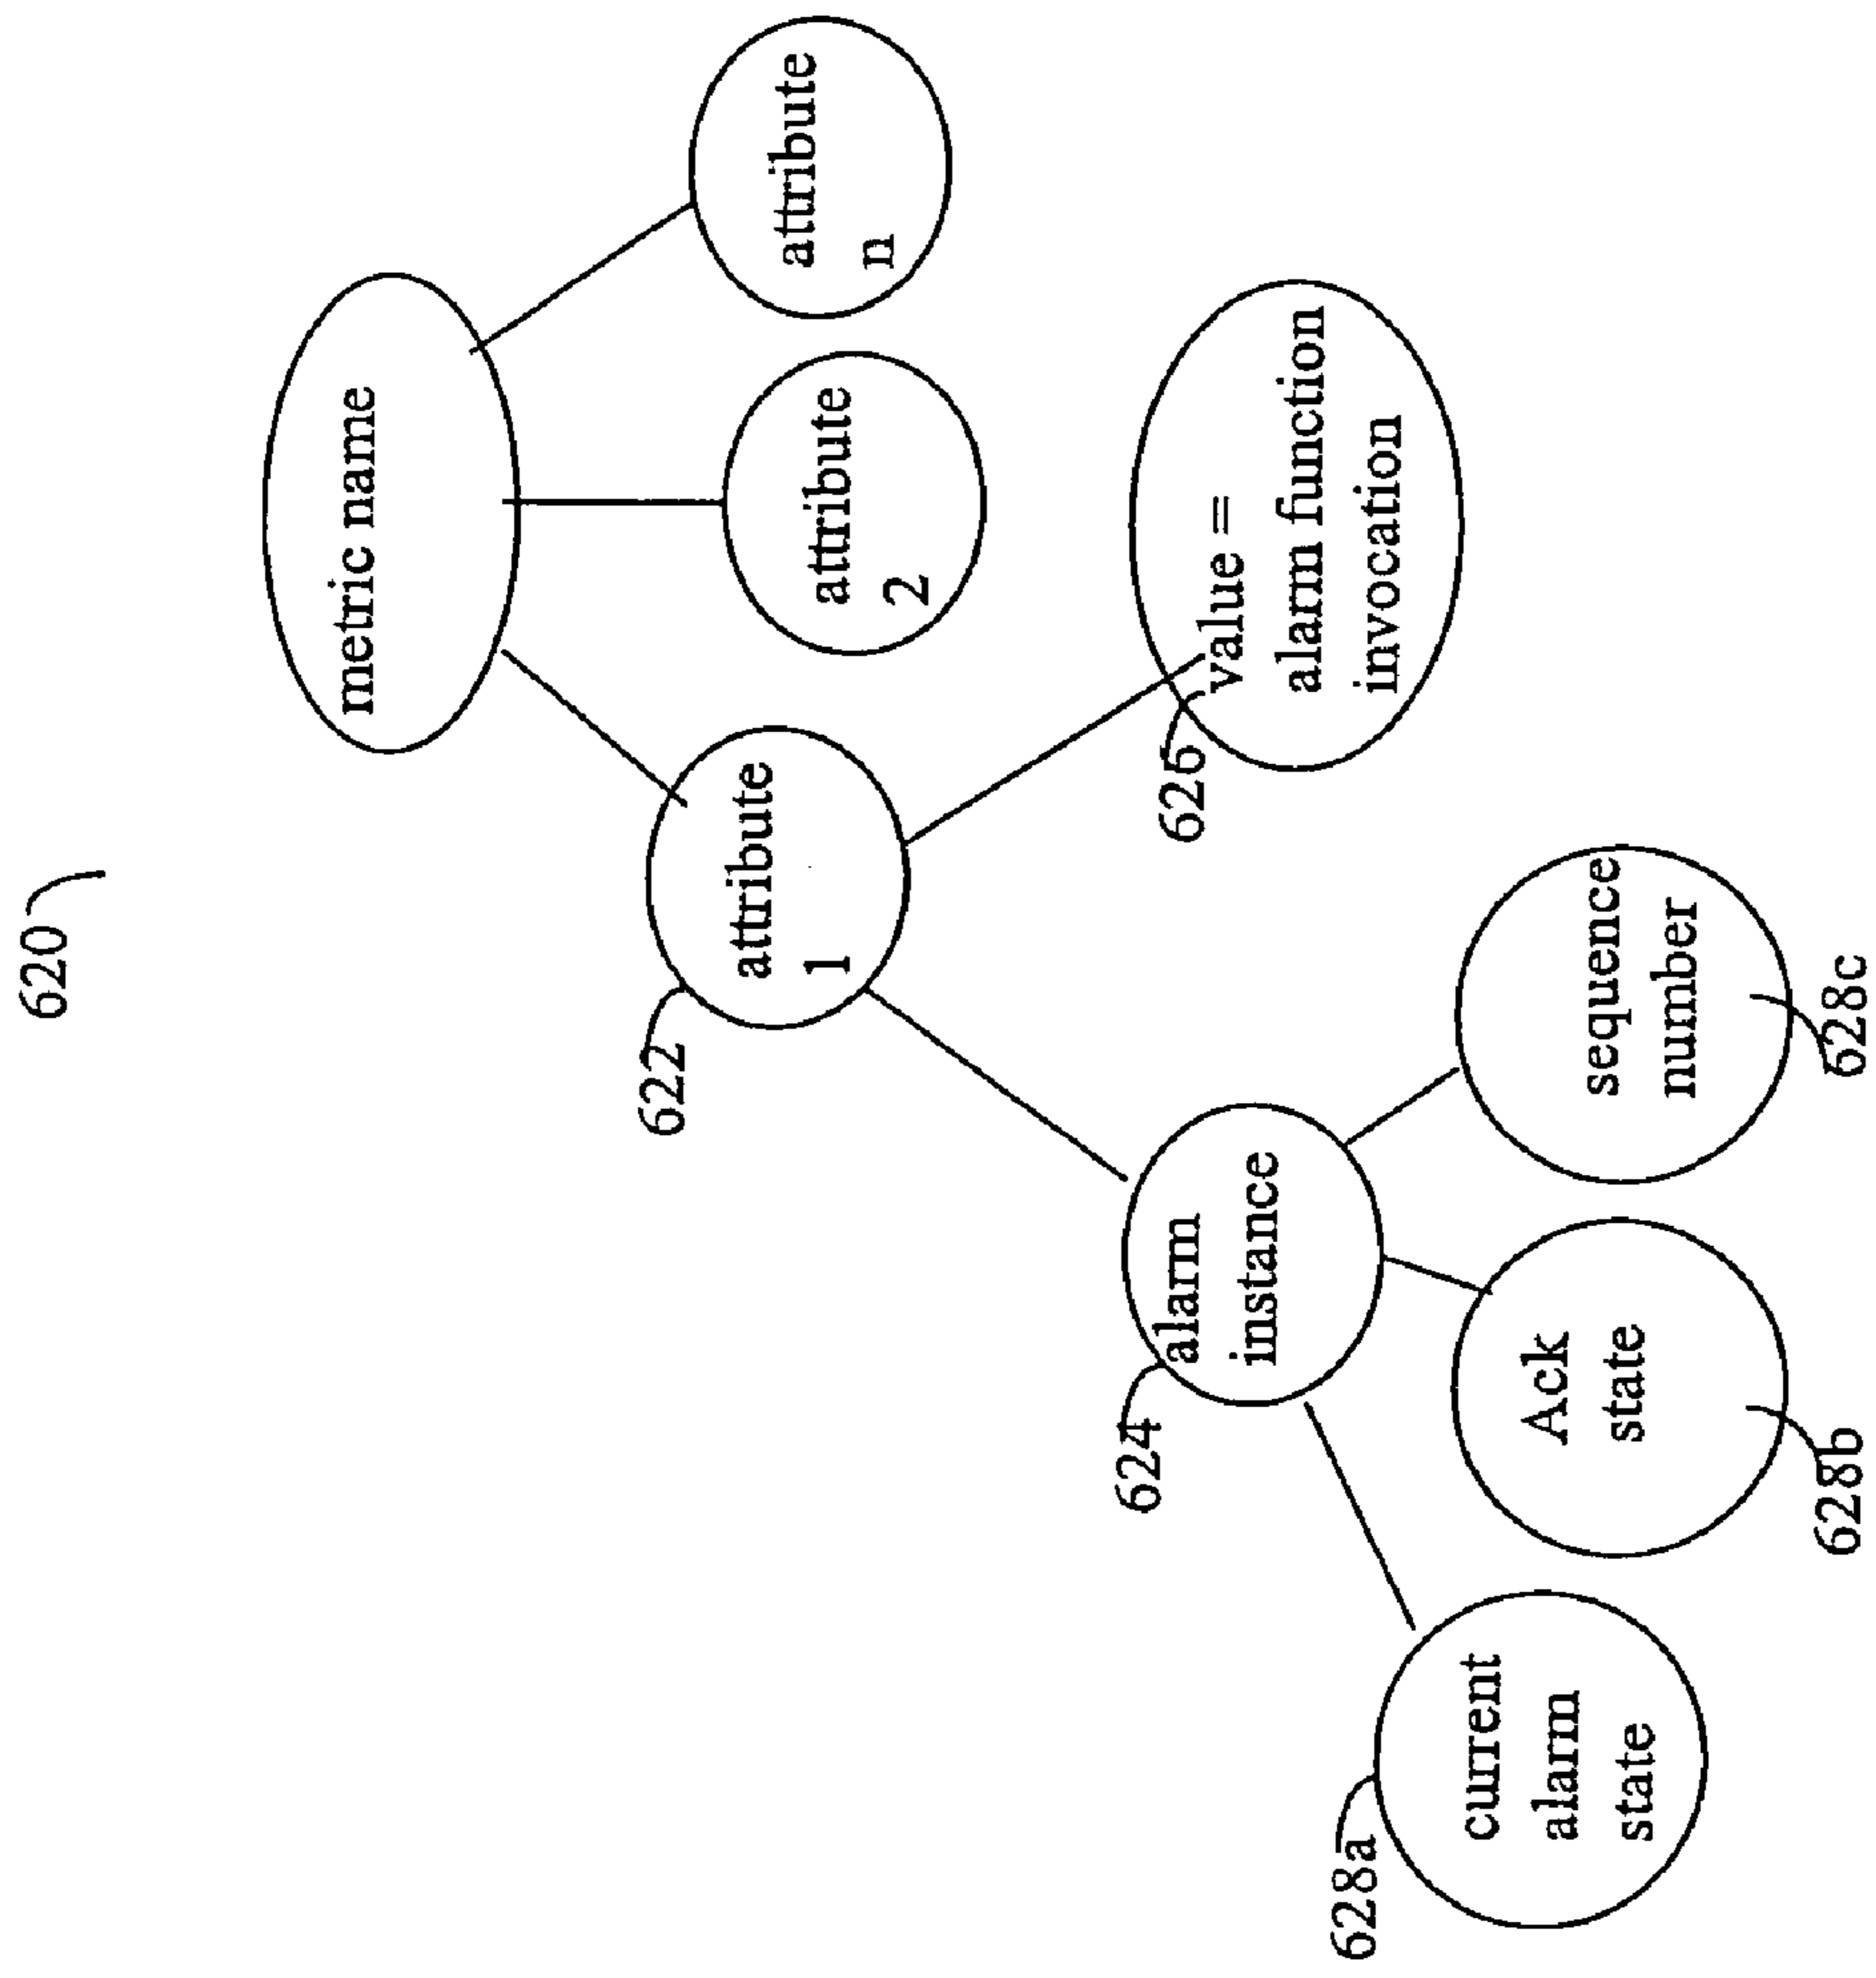 620
metric name
622
attribute
1
attribute
2
attribute
n
624
alarm
instance
626
value =
alarm function
invocation
628a
current
alarm
state
Ack
state
628b
sequence
number
628c